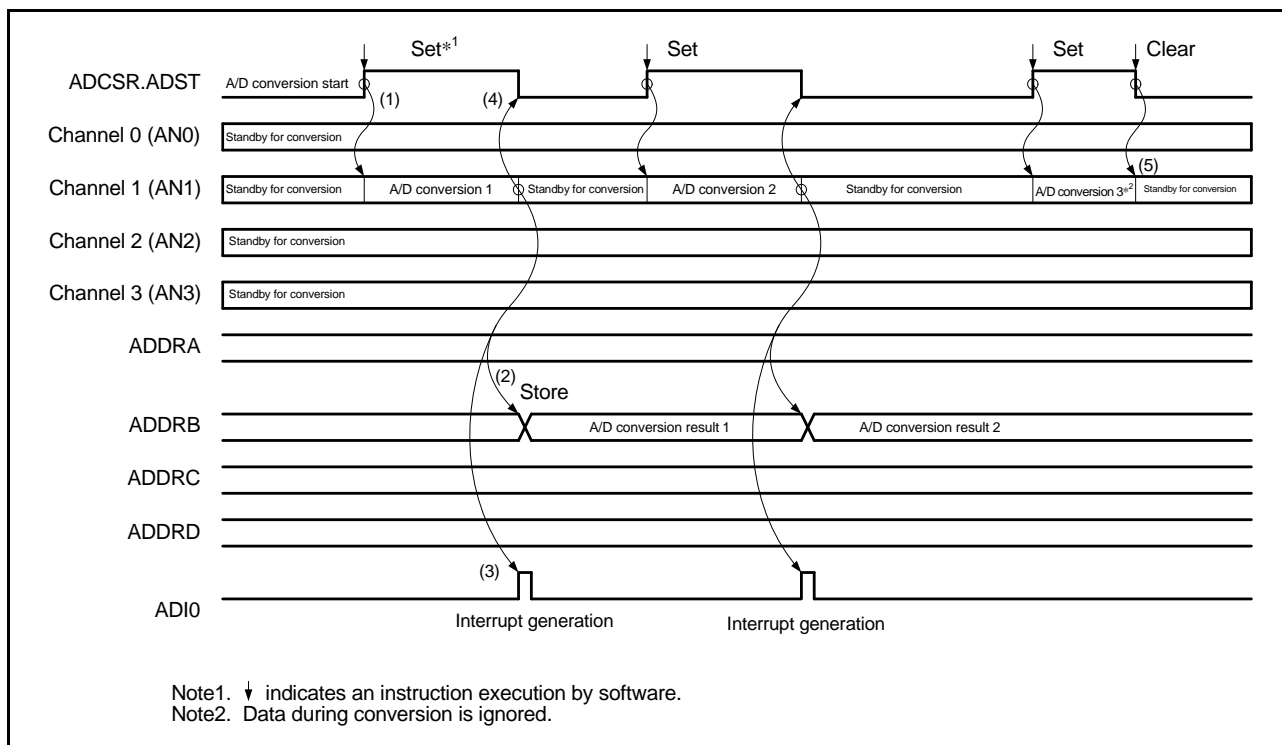 Set*1 Set Set Clear
ADCSR.ADST A/D conversion start (1) (4)
Channel 0 (AN0) Standby for conversion
(5)
Channel 1 (AN1) Standby for conversion A/D conversion 1 Standby for conversion A/D conversion 2 Standby for conversion A/D conversion 3*2 Standby for conversion
Channel 2 (AN2) Standby for conversion
Channel 3 (AN3) Standby for conversion
ADDRA
(2) Store
ADDRB A/D conversion result 1 A/D conversion result 2
ADDRC
ADDRD
(3)
ADI0
Interrupt generation Interrupt generation
Note1. indicates an instruction execution by software.
Note2. Data during conversion is ignored.